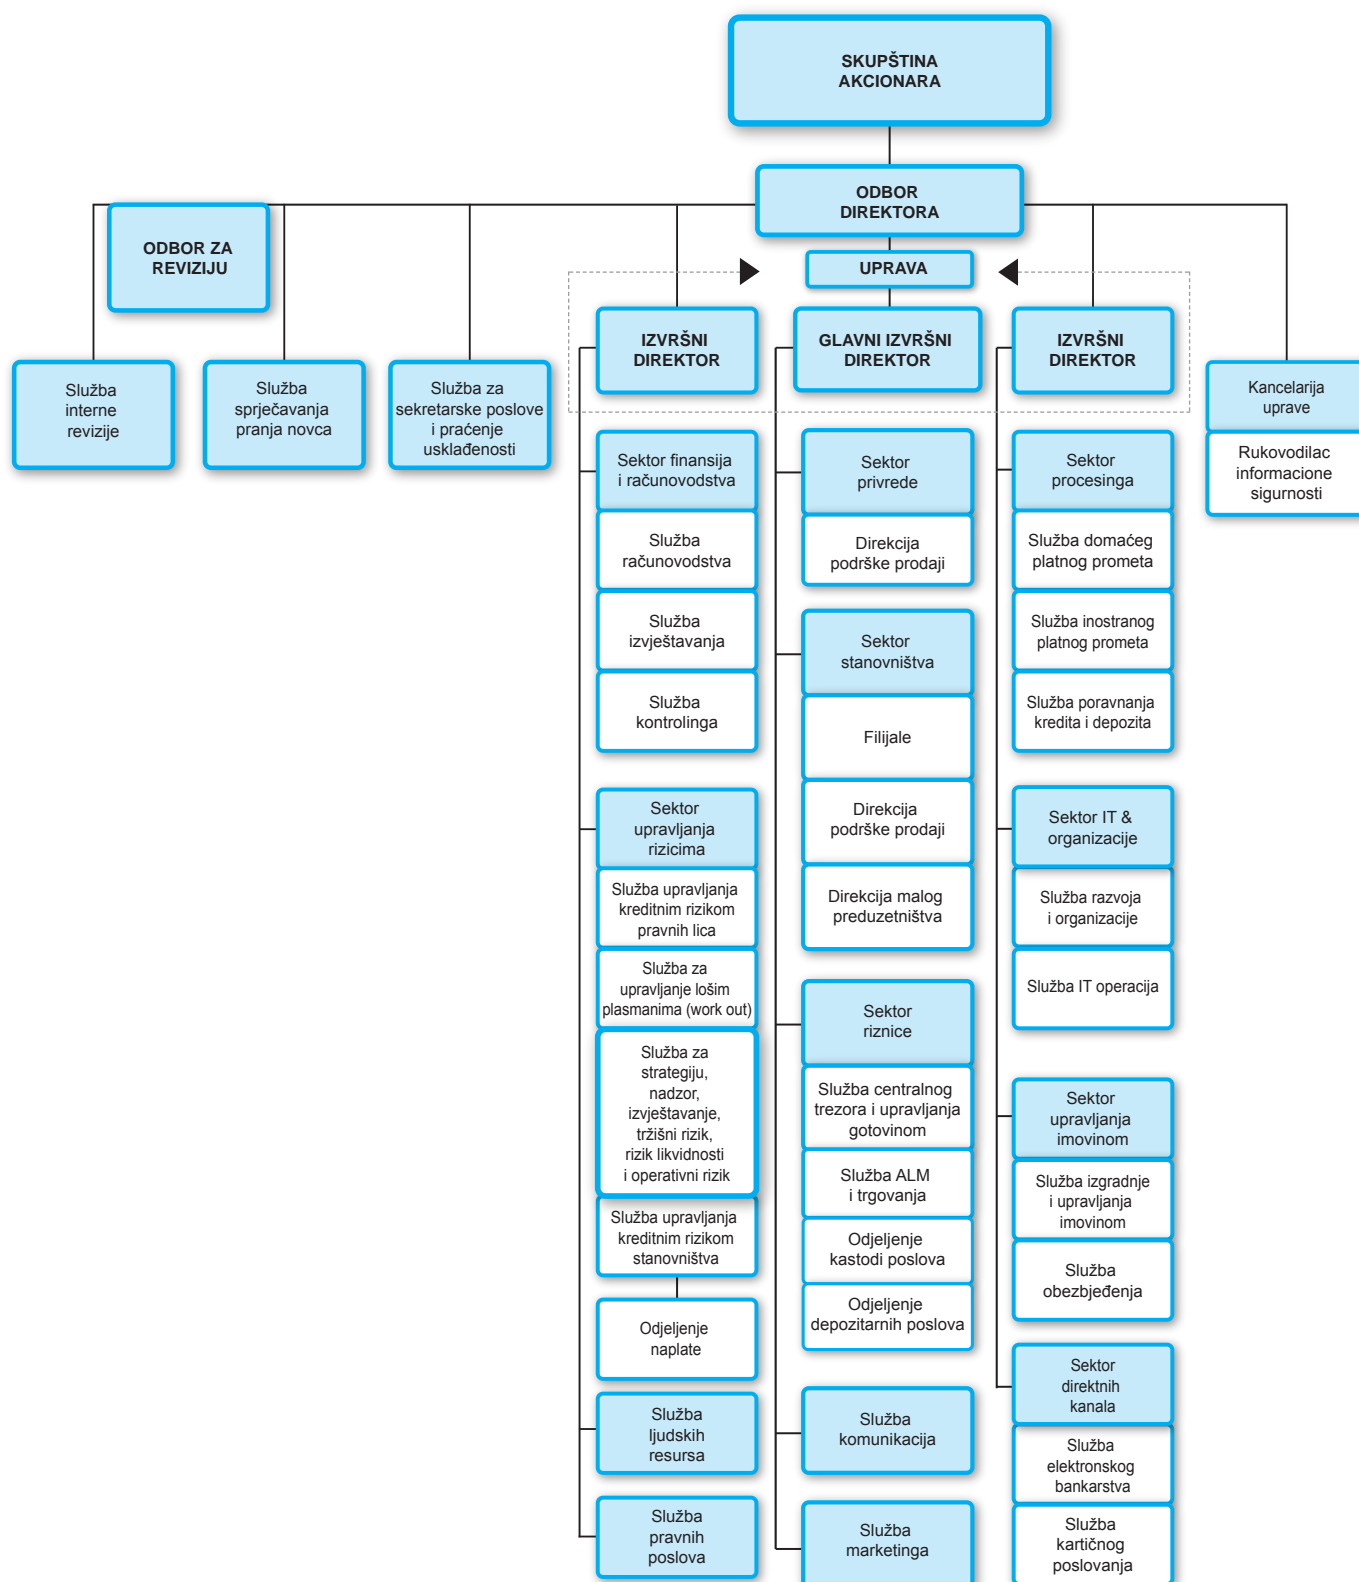 SKUPŠTINA
AKCIONARA
ODBOR
DIREKTORA
ODBOR ZA
REVIZIJU
UPRAVA
IZVRŠNI
DIREKTOR
GLAVNI IZVRŠNI
DIREKTOR
IZVRŠNI
DIREKTOR
Služba
interne
revizije
Služba
sprječavanja
pranja novca
Služba za
sekretarske poslove
i praćenje
usklađenosti
Kancelarija
uprave
Rukovodilac
informacione
sigurnosti
Sektor finansija
i računovodstva
Služba
računovodstva
Služba
izvještavanja
Služba
kontrolinga
Sektor
upravljanja
rizicima
Služba upravljanja
kreditnim rizikom
pravnih lica
Služba za
upravljanje lošim
plasmanima (work out)
Služba za
strategiju,
nadzor,
izvještavanje,
tržišni rizik,
rizik likvidnosti
i operativni rizik
Služba upravljanja
kreditnim rizikom
stanovništva
Odjeljenje
naplate
Služba
ljudskih
resursa
Služba
pravnih
poslova
Sektor
privrede
Direkcija
podrške prodaji
Sektor
stanovništva
Filijale
Direkcija
podrške prodaji
Direkcija malog
preduzetništva
Sektor
riznice
Služba centralnog
trezora i upravljanja
gotovinom
Služba ALM
i trgovanja
Odjeljenje
kastodi poslova
Odjeljenje
depozitarnih poslova
Služba
komunikacija
Služba
marketinga
Sektor
procesinga
Služba domaćeg
platnog prometa
Služba inostranog
platnog prometa
Služba poravnanja
kredita i depozita
Sektor IT &
organizacije
Služba razvoja
i organizacije
Služba IT operacija
Sektor
upravljanja
imovinom
Služba izgradnje
i upravljanja
imovinom
Služba
obezbjeđenja
Sektor
direktnih
kanala
Služba
elektronskog
bankarstva
Služba
kartičnog
poslovanja